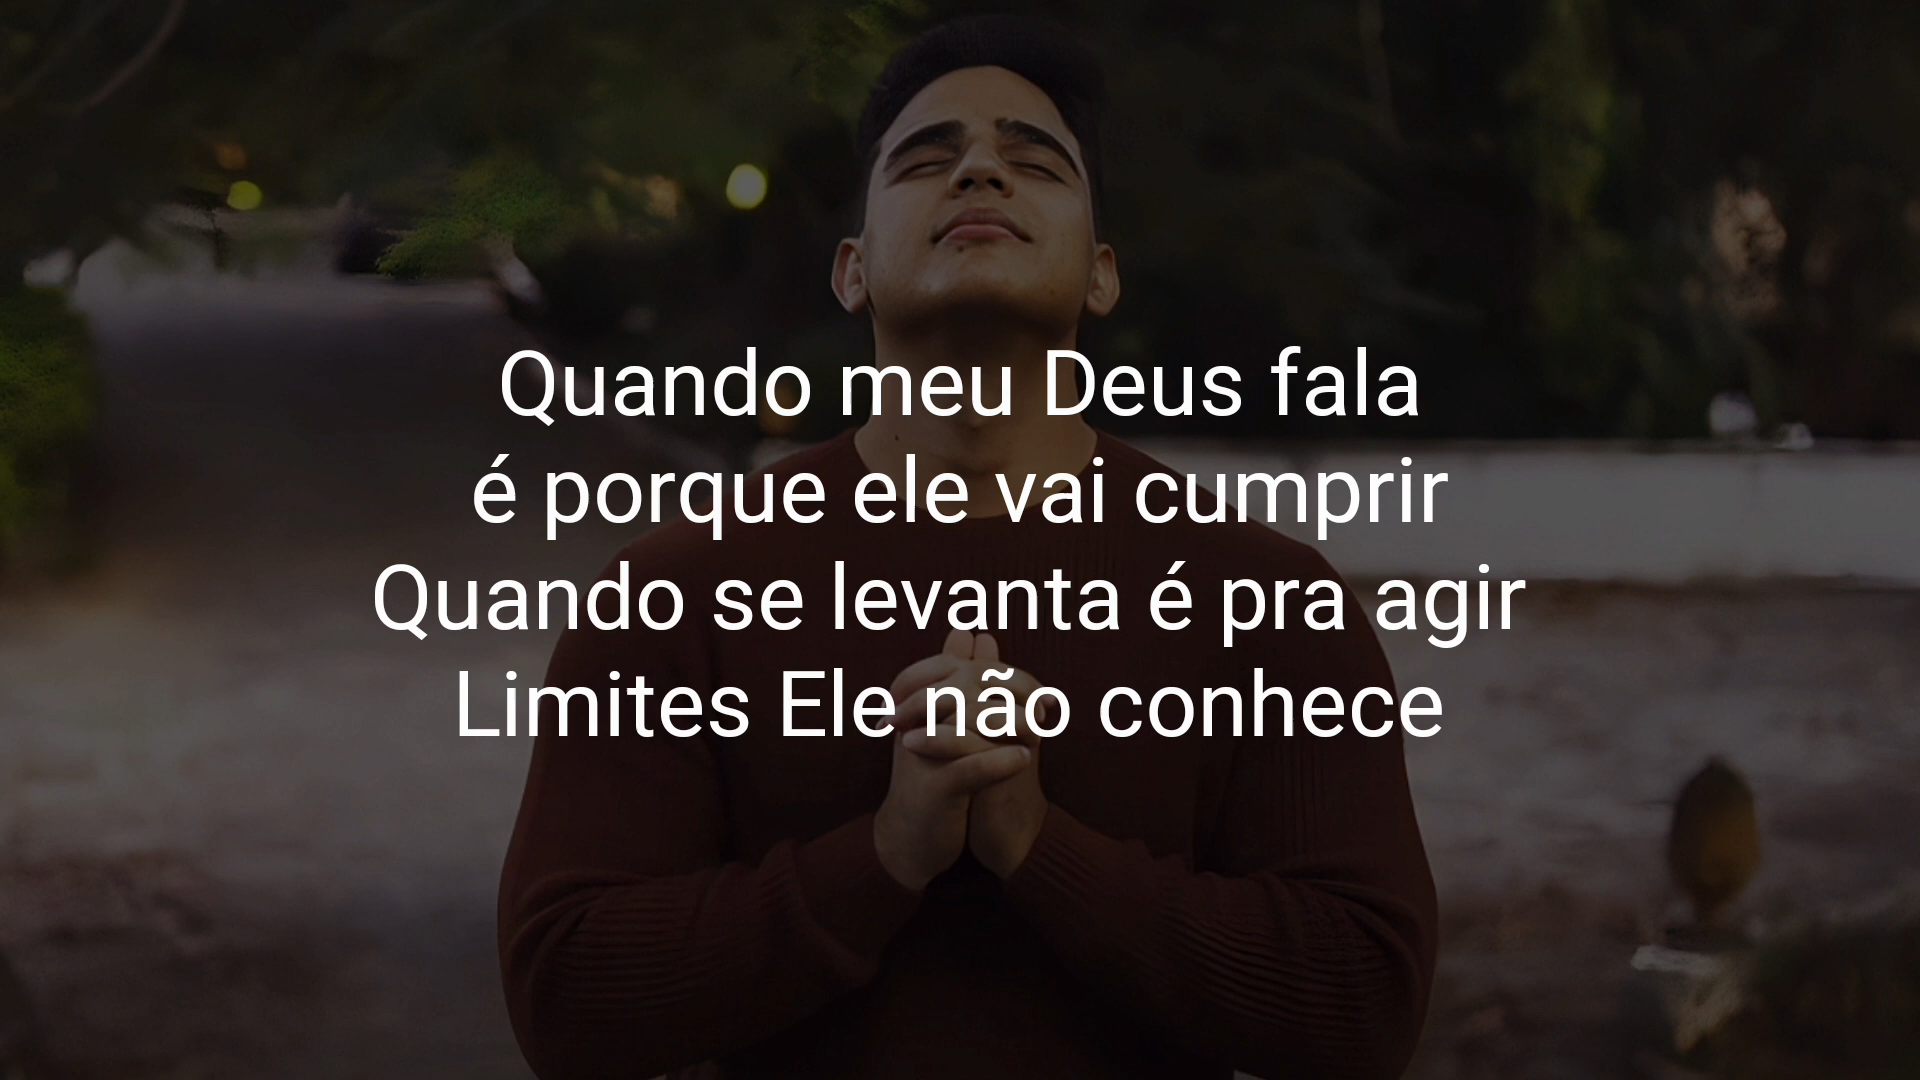 Quando meu Deus fala
é porque ele vai cumprir
Quando se levanta é pra agir
Limites Ele não conhece